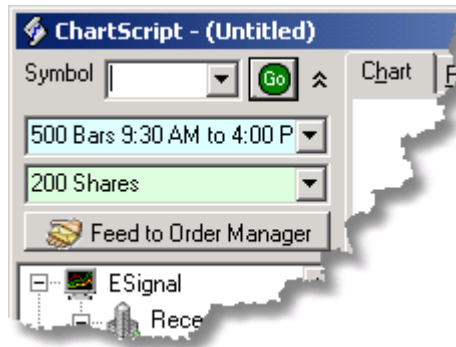 ChartScript - (Untitled)
Symbol Go Chart
500 Bars 9:30 AM to 4:00 P
200 Shares
Feed to Order Manager
ESignal